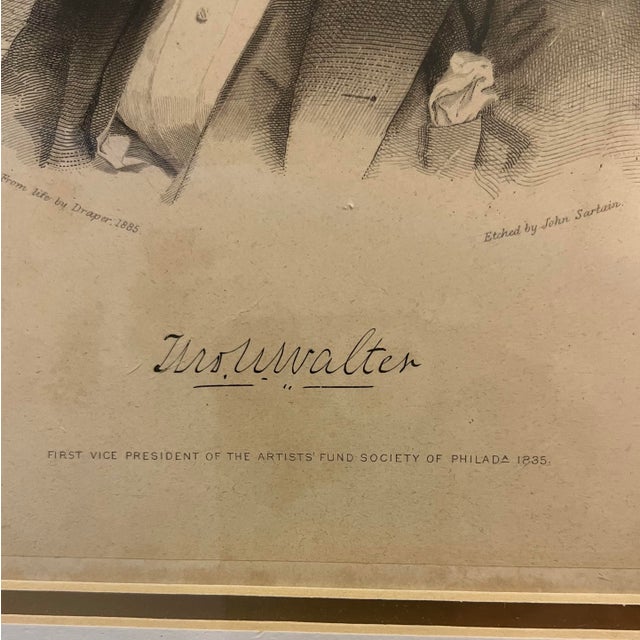 From life by Draper. 1885
Etched by John Sartain.
Tho. U Walter
FIRST VICE PRESIDENT OF THE ARTISTS' FUND SOCIETY OF PHILADᴬ 1835.